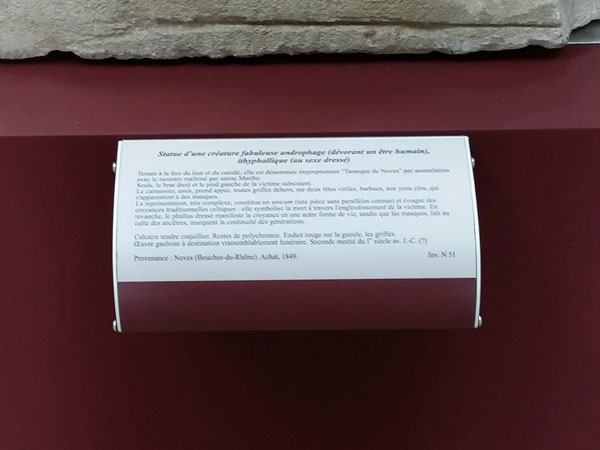 Statue d'une créature fabuleuse androphage (dévorant un être humain),
ithyphallique (au sexe dressé)
Tenant à la fois du lion et du canidé, elle est dénommée improprement "Tarasque de Noves" par assimilation
avec le monstre maîtrisé par sainte Marthe.
Seuls, le bras droit et le pied gauche de la victime subsistent.
Le carnassier, assis, prend appui, toutes griffes dehors, sur deux têtes viriles, barbues, aux yeux clos, qui
s'apparentent à des masques.
La représentation, très complexe, constitue un unicum (une pièce sans parallèles connus) et évoque des
croyances traditionnelles celtiques : elle symbolise la mort à travers l'engloutissement de la victime. En
revanche, le phallus dressé manifeste la croyance en une autre forme de vie, tandis que les masques, liés au
culte des ancêtres, marquent la continuité des générations.
Calcaire tendre coquillier. Restes de polychromie. Enduit rouge sur la gueule, les griffes.
Œuvre gauloise à destination vraisemblablement funéraire. Seconde moitié du Iᵉʳ siècle av. J.-C. (?)
Provenance : Noves (Bouches-du-Rhône). Achat, 1849. Inv. N 51